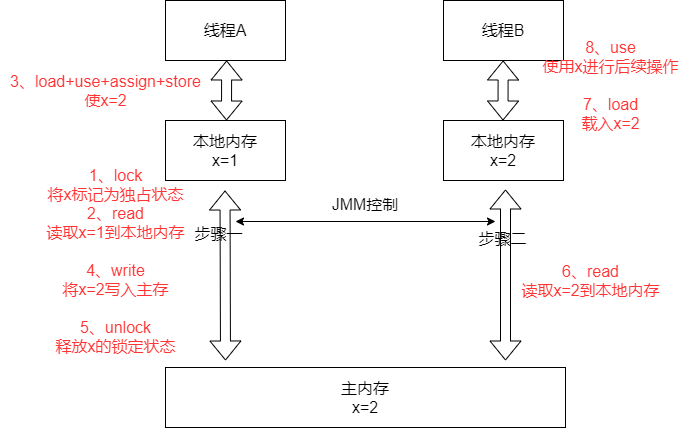 线程A
线程B
8、use
使用x进行后续操作
3、load+use+assign+store
使x=2
7、load
载入x=2
本地内存
x=1
本地内存
x=2
1、lock
将x标记为独占状态
2、read
读取x=1到本地内存
JMM控制
步骤一
步骤二
4、write
将x=2写入主存
6、read
读取x=2到本地内存
5、unlock
释放x的锁定状态
主内存
x=2